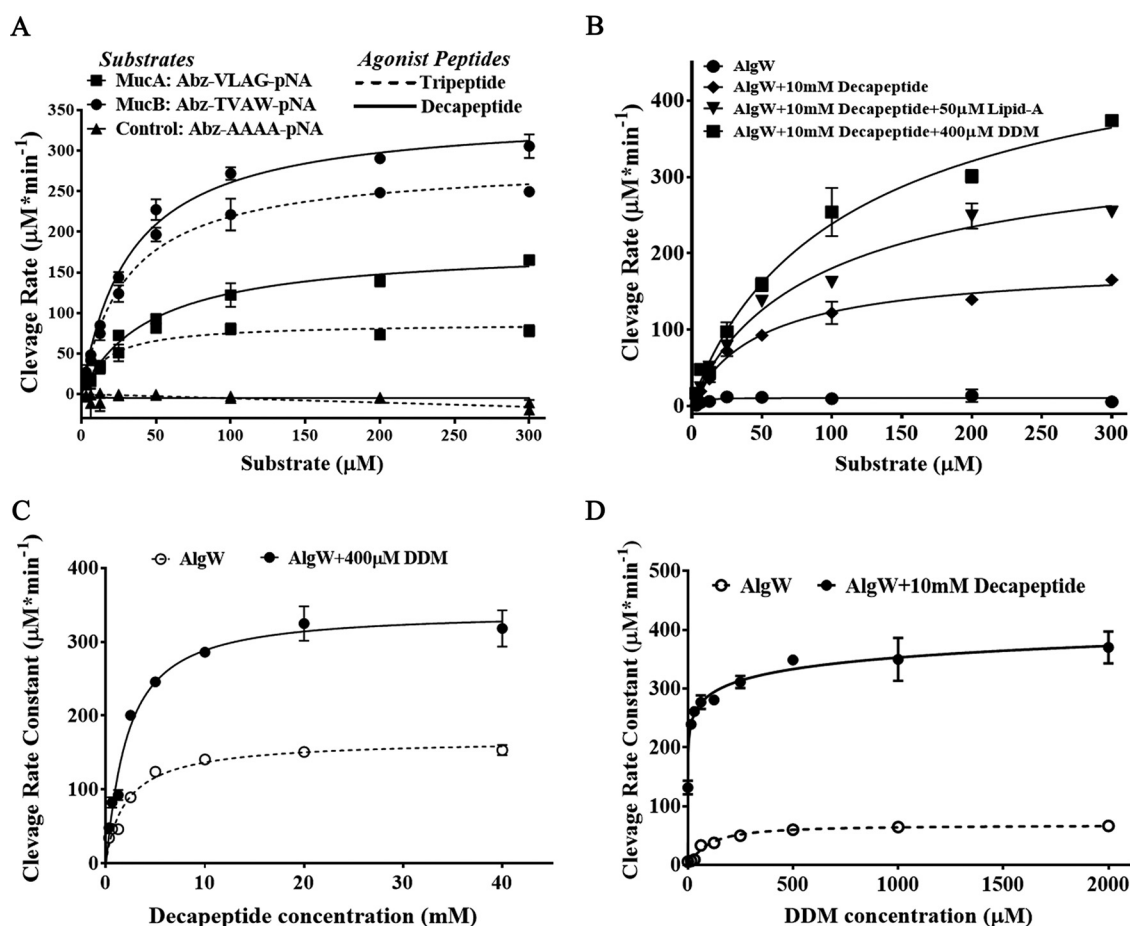 A
Substrates
MucA: Abz-VLAG-pNA
MucB: Abz-TVAW-pNA
Control: Abz-AAAA-pNA
Agonist Peptides
Tripeptide
Decapeptide
Clevage Rate (μM*min-1)
350
300
250
200
150
100
50
0
0
50
100
150
200
250
300
Substrate (μM)
B
AlgW
AlgW+10mM Decapeptide
AlgW+10mM Decapeptide+50μM Lipid-A
AlgW+10mM Decapeptide+400μM DDM
Clevage Rate (μM*min-1)
400
300
200
100
0
0
50
100
150
200
250
300
Substrate (μM)
C
AlgW
AlgW+400μM DDM
Clevage Rate Constant (μM*min-1)
400
300
200
100
0
0
10
20
30
40
Decapeptide concentration (mM)
D
AlgW
AlgW+10mM Decapeptide
Clevage Rate Constant (μM*min-1)
500
400
300
200
100
0
0
500
1000
1500
2000
DDM concentration (μM)